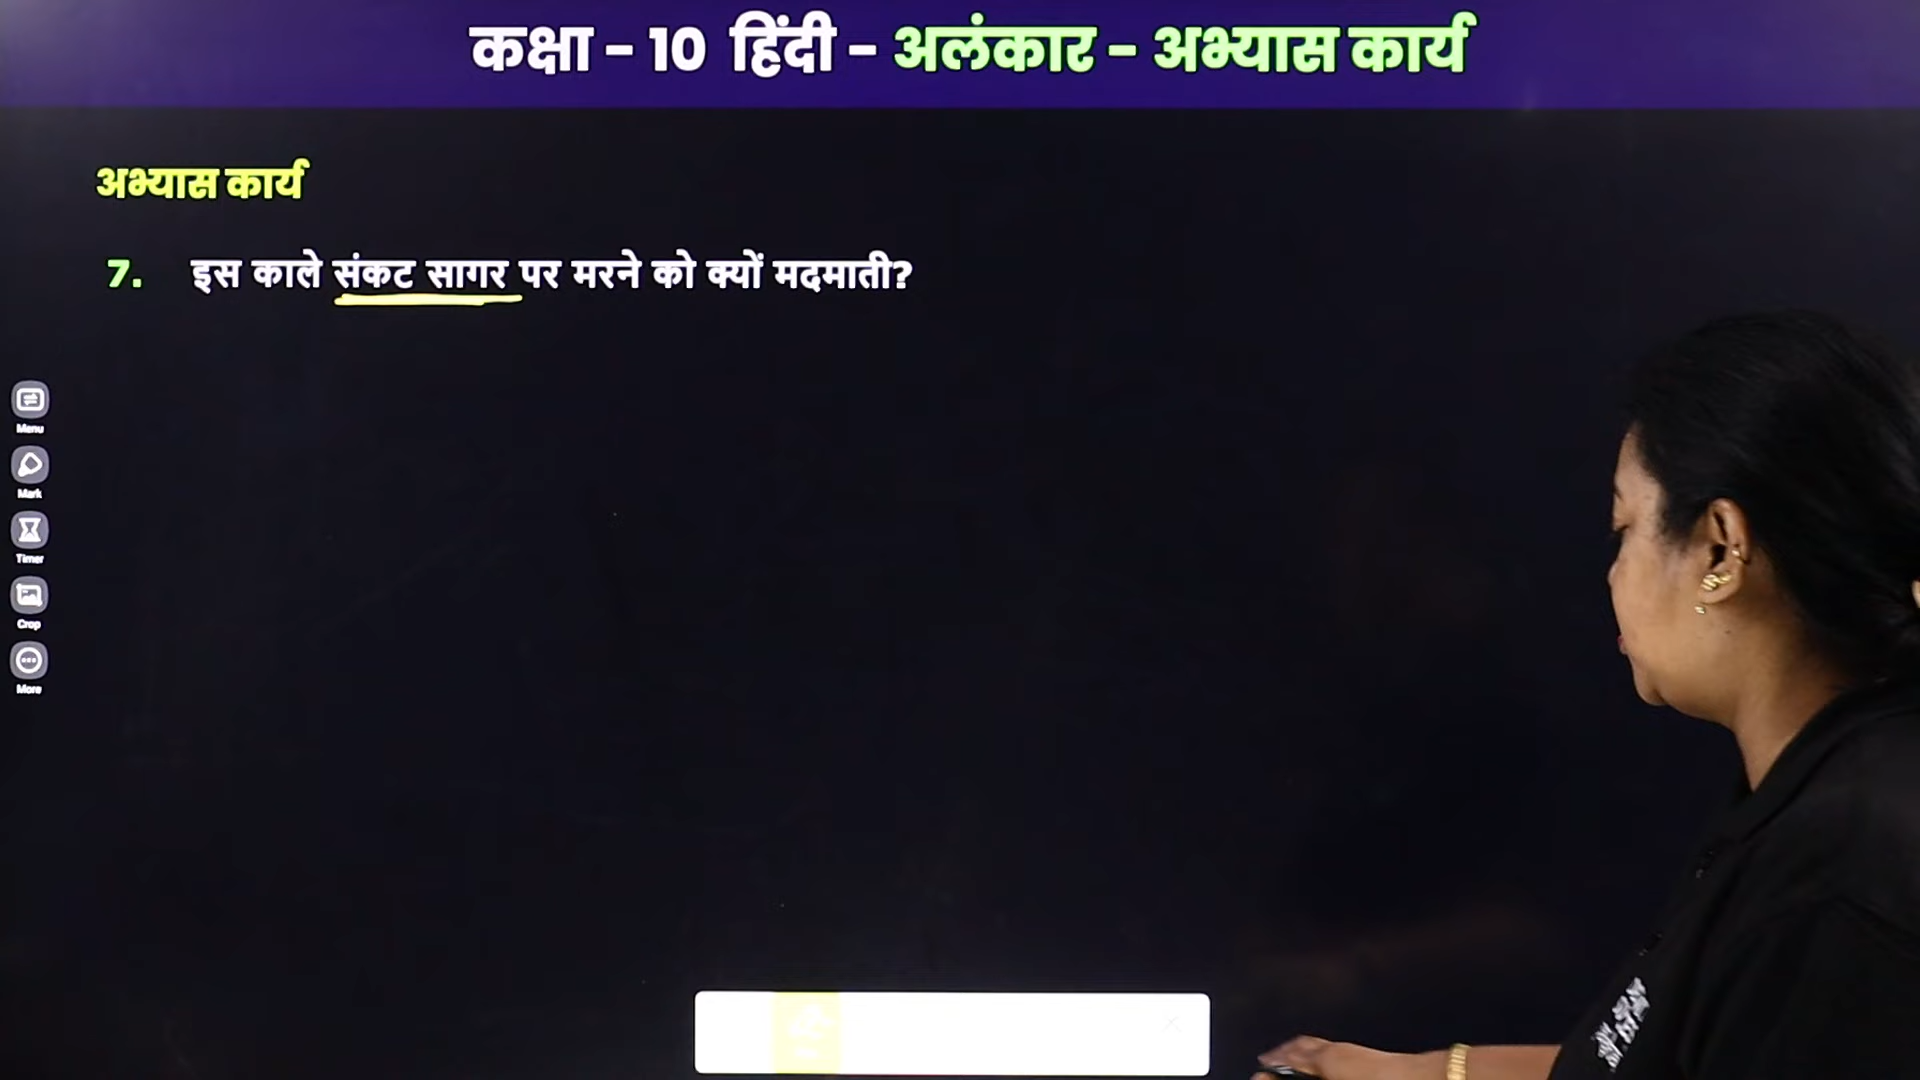 कक्षा - 10 हिंदी - अलंकार - अभ्यास कार्य
अभ्यास कार्य
7. इस काले संकट सागर पर मरने को क्यों मदमाती?
Menu
Mark
Timer
Crop
More